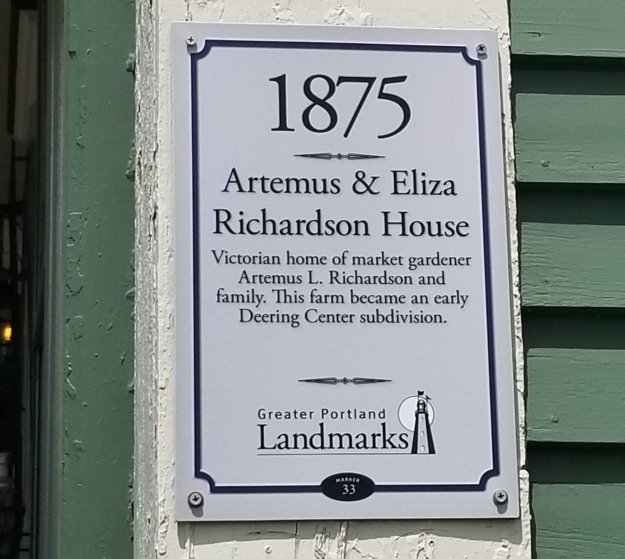 1875
Artemus & Eliza
Richardson House
Victorian home of market gardener
Artemus L. Richardson and
family. This farm became an early
Deering Center subdivision.
Greater Portland
Landmarks
MARKER
33